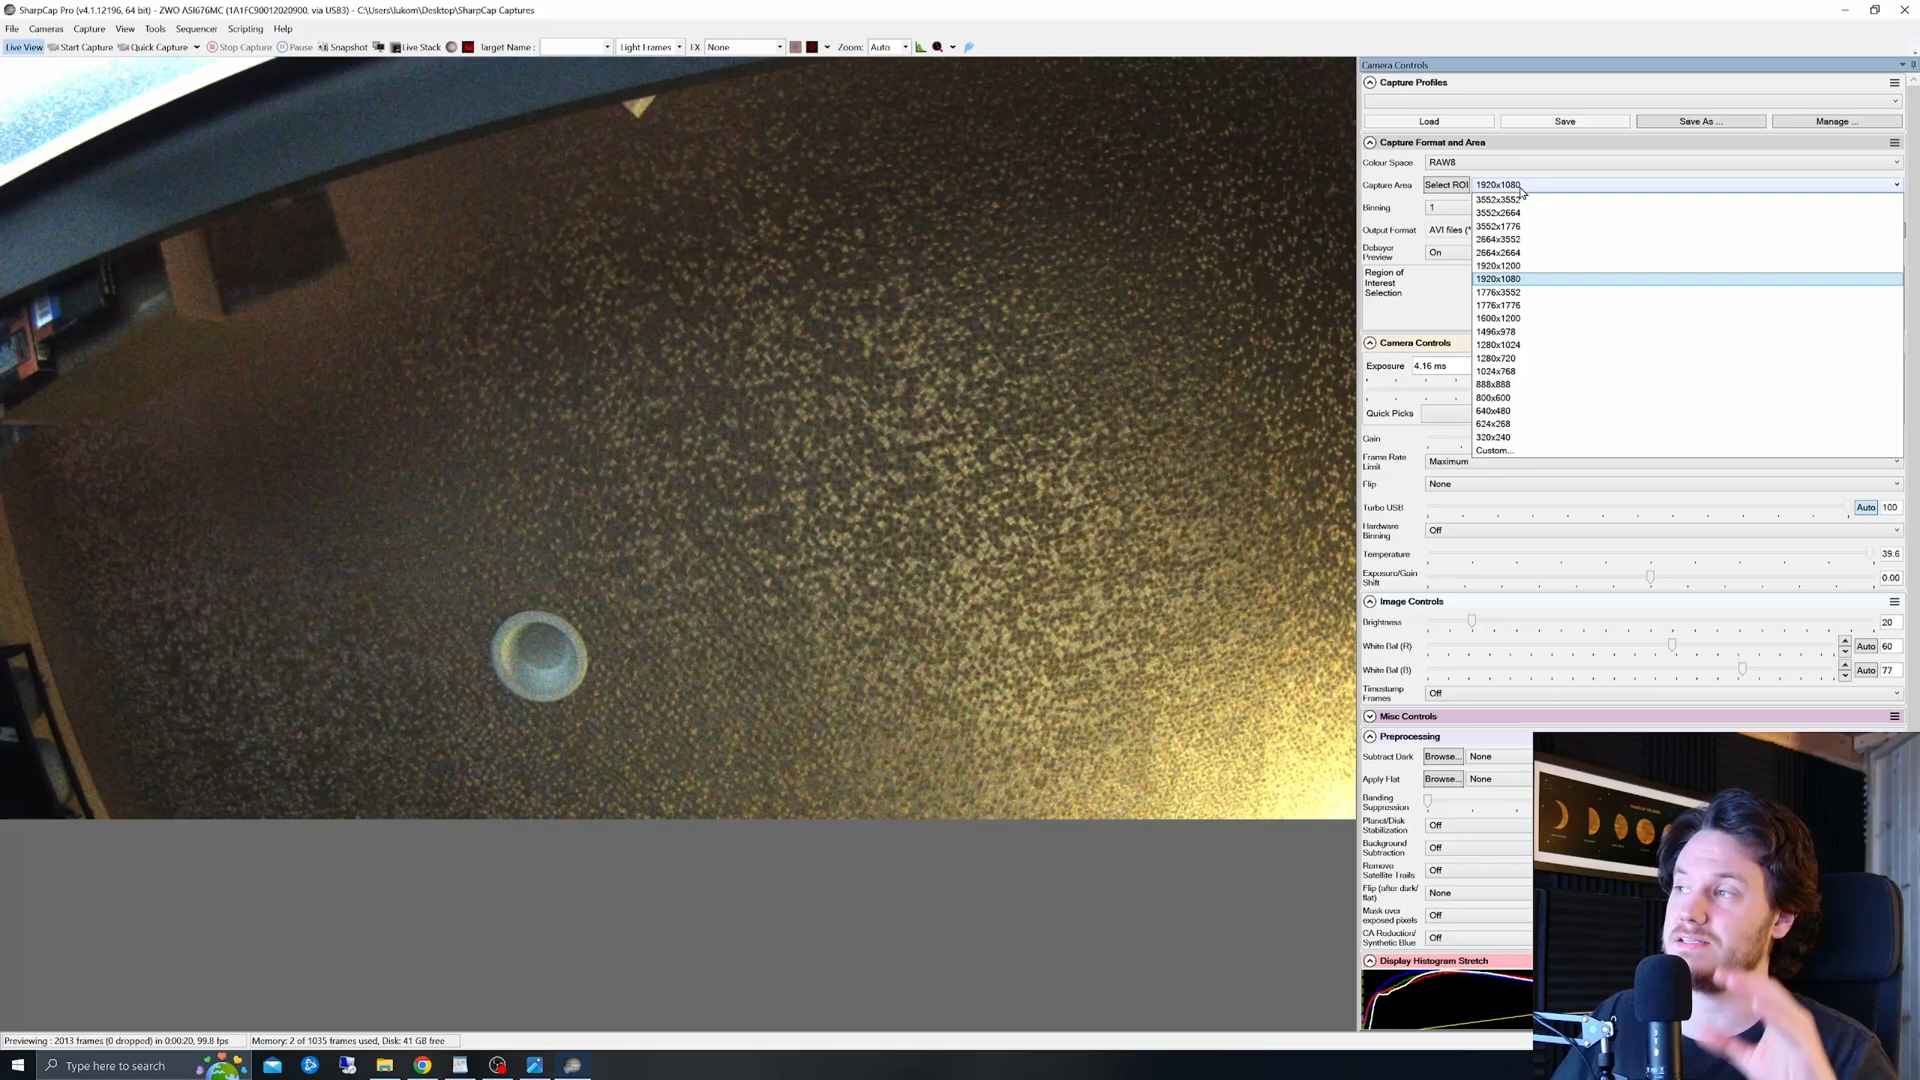 SharpCap Pro (v4.1.12196, 64 bit) - ZWO ASI676MC (1A1FC90012020900, via USB3) - C:\Users\lukom\Desktop\SharpCap Captures
File Cameras Capture View Tools Sequencer Scripting Help
Live View Start Capture Quick Capture Stop Capture Pause Snapshot Live Stack Target Name : Light Frames FX None Zoom: Auto
Camera Controls
Capture Profiles
Load Save Save As ... Manage ...
Capture Format and Area
Colour Space RAW8
Capture Area Select ROI 1920x1080
3552x3552
Binning 1
3552x2664
3552x1776
Output Format AVI files (*
2664x3552
Debayer Preview On
2664x2664
1920x1200
Region of Interest Selection
1920x1080
1776x3552
1776x1776
1600x1200
1496x978
Camera Controls
1280x1024
1280x720
Exposure 4.16 ms
1024x768
888x888
800x600
Quick Picks
640x480
624x268
Gain
320x240
Custom...
Frame Rate Limit Maximum
Flip None
Turbo USB Auto 100
Hardware Binning Off
Temperature 39.6
Exposure/Gain Shift 0.00
Image Controls
Brightness 20
White Bal (R) Auto 60
White Bal (B) Auto 77
Timestamp Frames Off
Misc Controls
Preprocessing
Subtract Dark Browse... None
Apply Flat Browse... None
Banding Suppression
Planet/Disk Stabilization Off
Background Subtraction Off
Remove Satellite Trails Off
Flip (after dark/flat) None
Mask over exposed pixels Off
CA Reduction/Synthetic Blue Off
Display Histogram Stretch
Previewing : 2013 frames (0 dropped) in 0:00:20, 99.8 fps Memory: 2 of 1035 frames used, Disk: 41 GB free
Type here to search